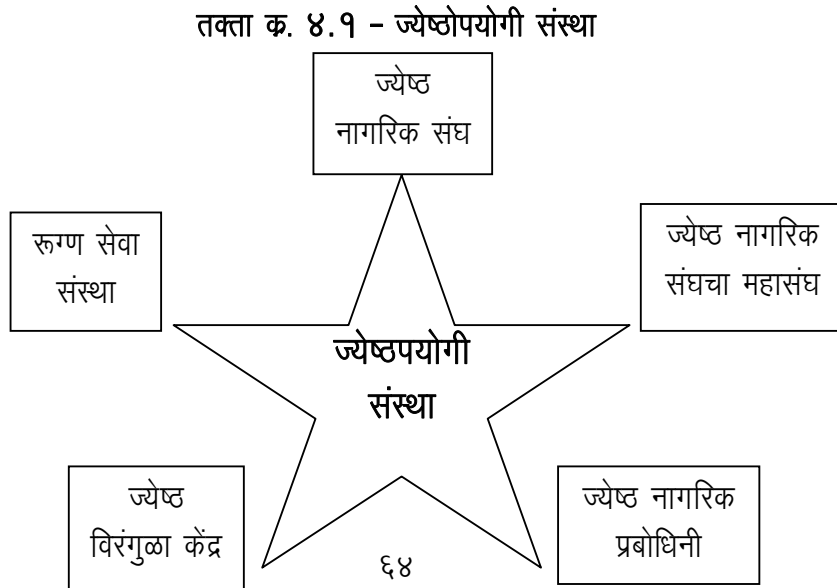 तक्ता क्र. ४.१ – ज्येष्ठोपयोगी संस्था
ज्येष्ठ
नागरिक संघ
रूग्ण सेवा
संस्था
ज्येष्ठ नागरिक
संघचा महासंघ
ज्येष्ठपयोगी
संस्था
ज्येष्ठ
विरंगुळा केंद्र
ज्येष्ठ नागरिक
प्रबोधिनी
६४